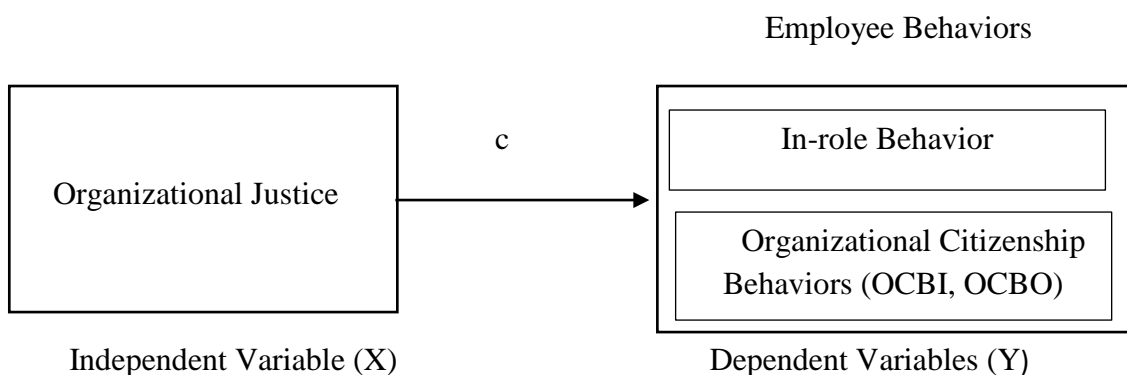 Employee Behaviors
c
In-role Behavior
Organizational Justice
Organizational Citizenship
Behaviors (OCBI, OCBO)
Independent Variable (X)
Dependent Variables (Y)